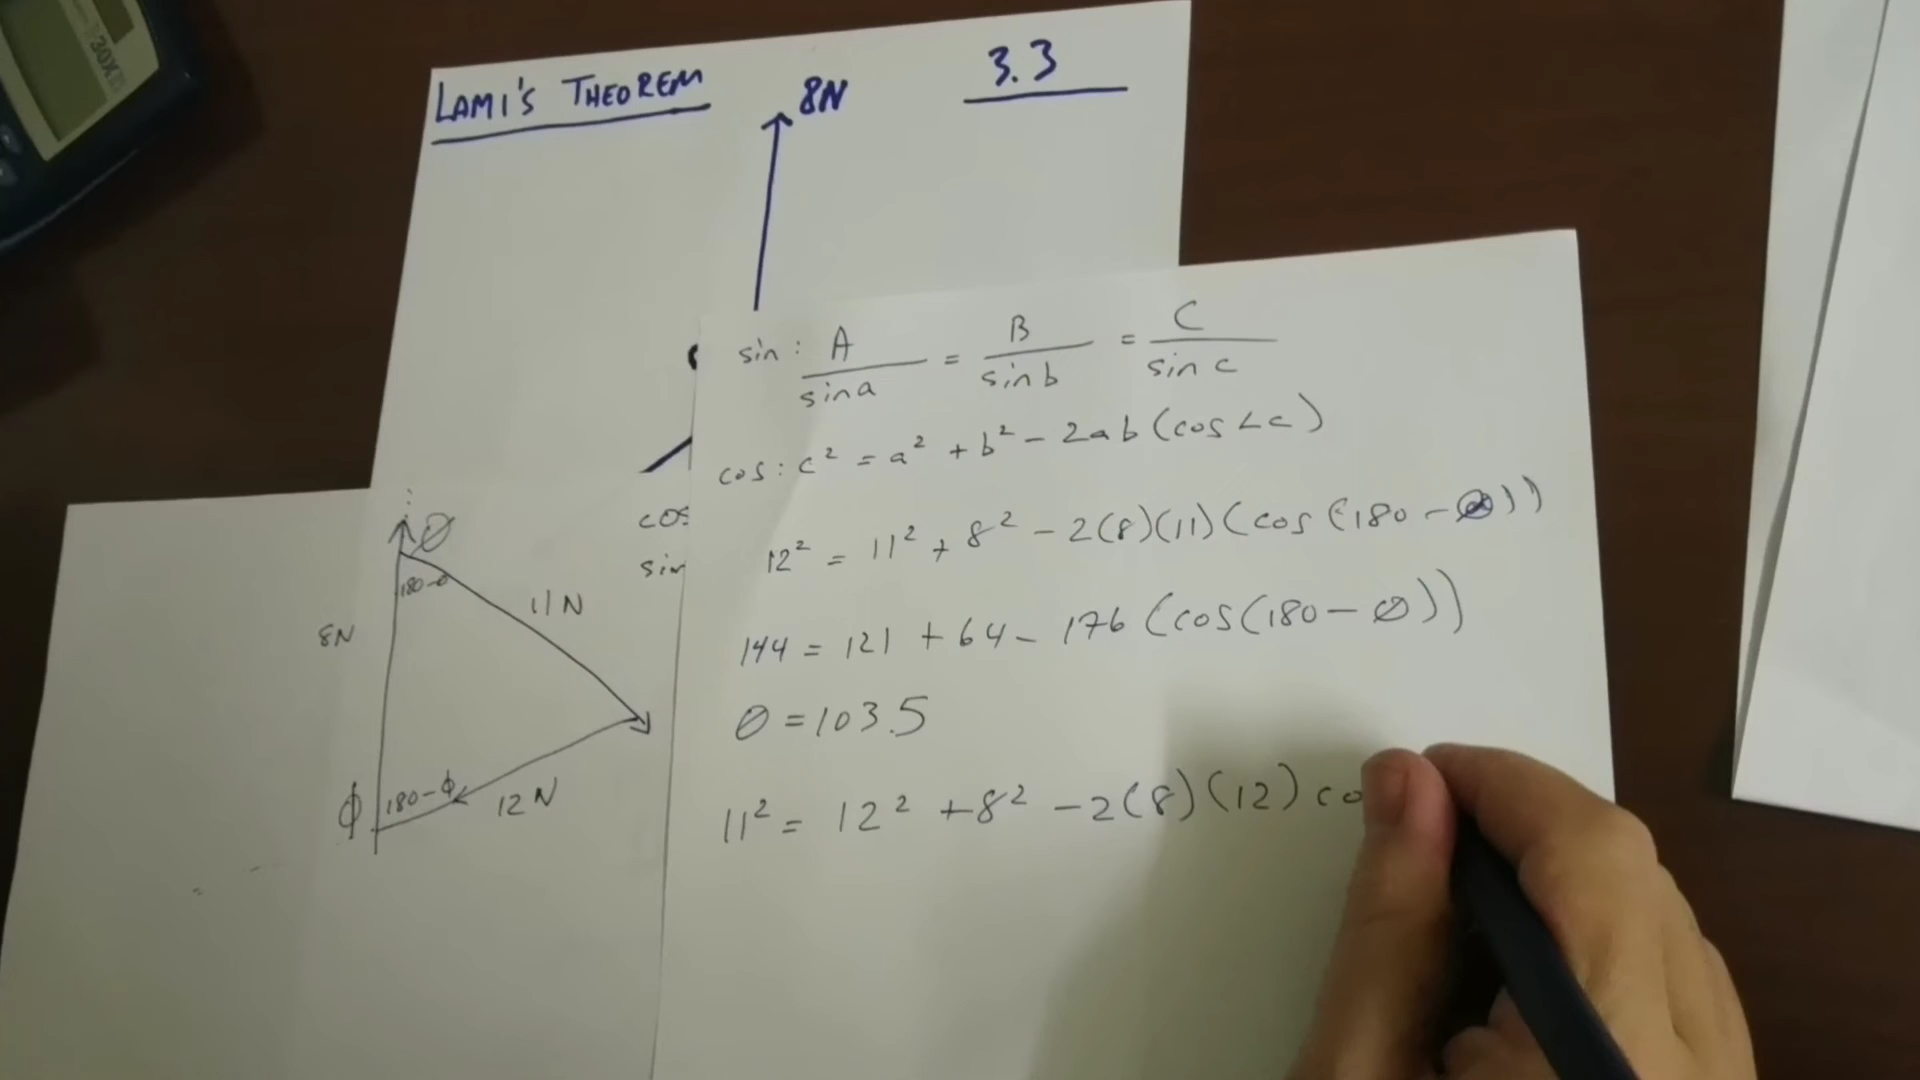 30X
LAMI'S THEOREM
8N
3.3
sin: A/sin a = B/sin b = C/sin c
cos: c² = a² + b² - 2ab (cos ∠c)
12² = 11² + 8² - 2(8)(11)(cos(180-θ))
144 = 121 + 64 - 176 (cos(180-θ))
θ = 103.5
11² = 12² + 8² - 2(8)(12) co
cos
sin
θ
180-θ
11N
8N
ϕ
180-ϕ
12N